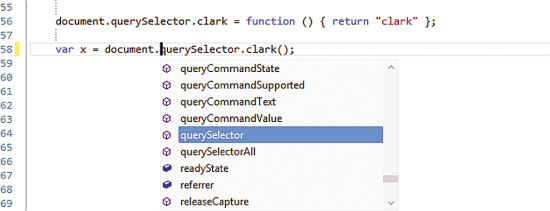 55
56 document.querySelector.clark = function () { return "clark" };
57
58 var x = document.querySelector.clark();
59 queryCommandState
60 queryCommandSupported
61 queryCommandText
62 queryCommandValue
63
64 querySelector
65 querySelectorAll
66 readyState
67 referrer
68 releaseCapture
69